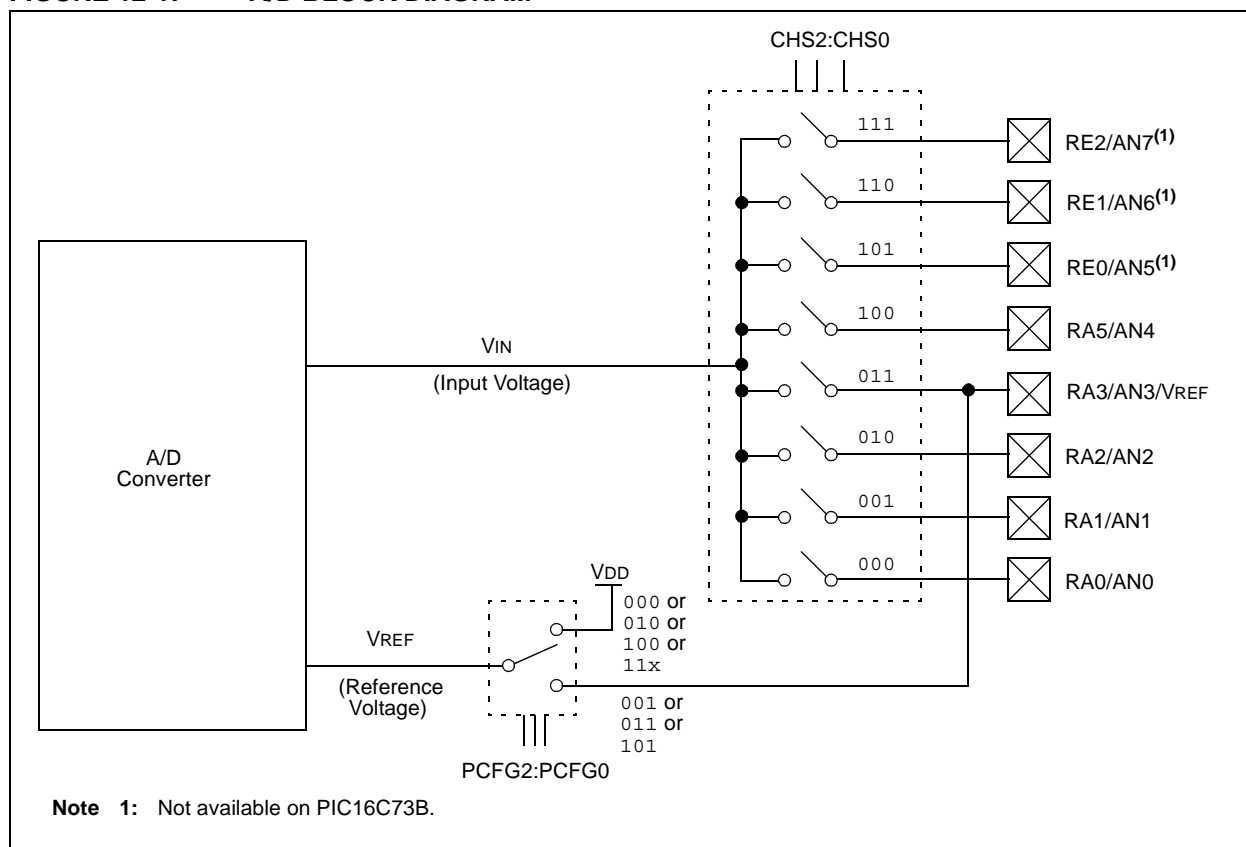 CHS2:CHS0
111
RE2/AN7(1)
110
RE1/AN6(1)
101
RE0/AN5(1)
100
RA5/AN4
VIN
(Input Voltage)
011
RA3/AN3/VREF
010
RA2/AN2
A/D
Converter
001
RA1/AN1
000
RA0/AN0
VDD
000 or
010 or
100 or
11x
VREF
(Reference
Voltage)
001 or
011 or
101
PCFG2:PCFG0
Note 1: Not available on PIC16C73B.